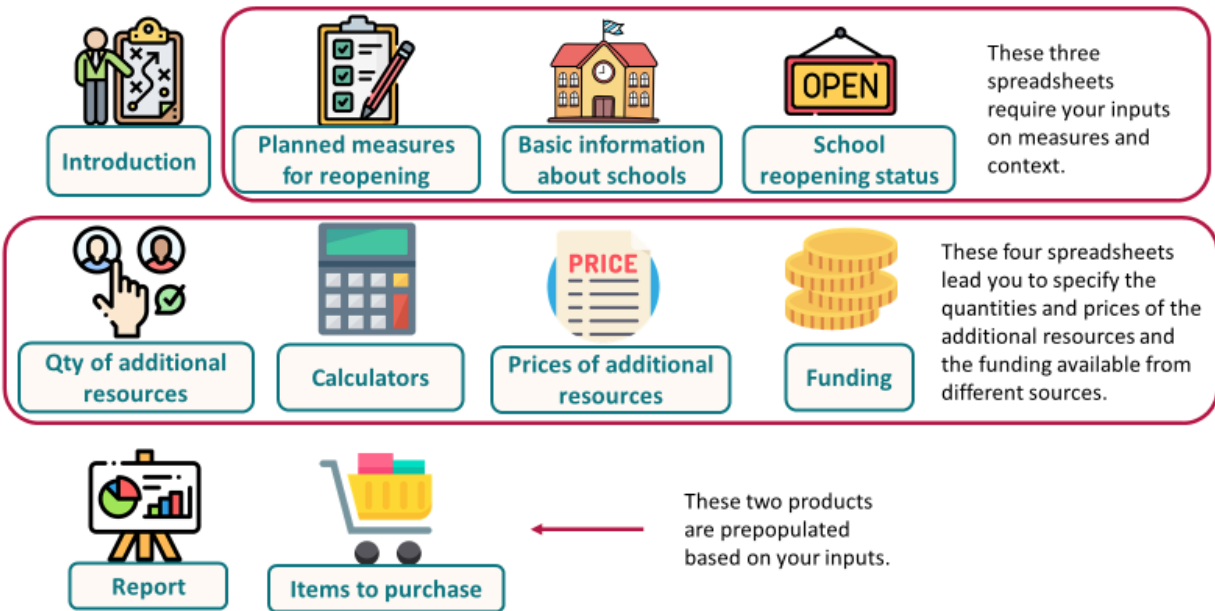 OPEN
These three
spreadsheets
require your inputs
on measures and
context.
Introduction
Planned measures
for reopening
Basic information
about schools
School
reopening status
PRICE
These four spreadsheets
lead you to specify the
quantities and prices of the
additional resources and
the funding available from
different sources.
Qty of additional
resources
Calculators
Prices of additional
resources
Funding
These two products
are prepopulated
based on your inputs.
Report
Items to purchase